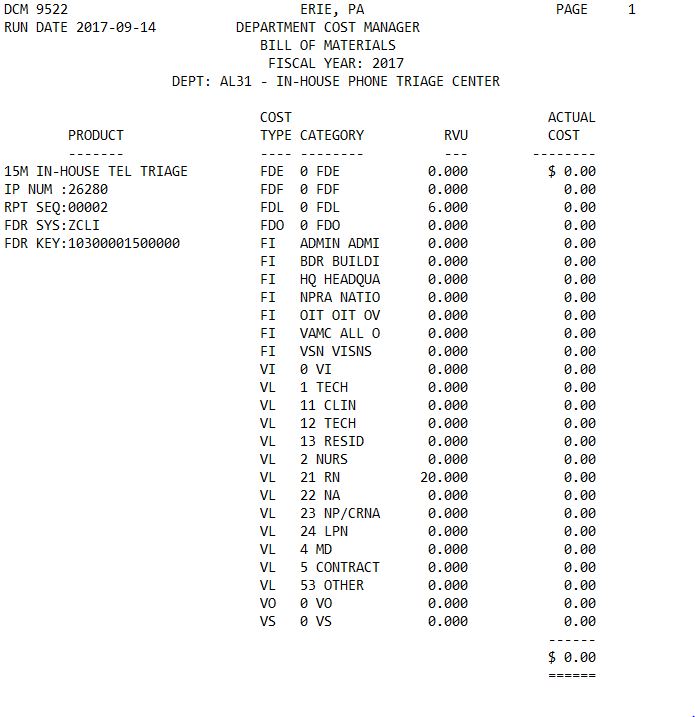 DCM 9522                             ERIE, PA                        PAGE     1
RUN DATE 2017-09-14          DEPARTMENT COST MANAGER
                                BILL OF MATERIALS
                                 FISCAL YEAR: 2017
                     DEPT: AL31 - IN-HOUSE PHONE TRIAGE CENTER
                                COST                                ACTUAL
        PRODUCT                 TYPE CATEGORY          RVU          COST
        -------                 ---- --------          ---        --------
15M IN-HOUSE TEL TRIAGE         FDE  0 FDE           0.000          $ 0.00
IP NUM :26280                   FDF  0 FDF           0.000            0.00
RPT SEQ:00002                   FDL  0 FDL           6.000            0.00
FDR SYS:ZCLI                    FDO  0 FDO           0.000            0.00
FDR KEY:10300001500000          FI   ADMIN ADMI      0.000            0.00
                                FI   BDR BUILDI      0.000            0.00
                                FI   HQ HEADQUA      0.000            0.00
                                FI   NPRA NATIO      0.000            0.00
                                FI   OIT OIT OV      0.000            0.00
                                FI   VAMC ALL O      0.000            0.00
                                FI   VSN VISNS       0.000            0.00
                                VI   0 VI            0.000            0.00
                                VL   1 TECH          0.000            0.00
                                VL   11 CLIN         0.000            0.00
                                VL   12 TECH         0.000            0.00
                                VL   13 RESID        0.000            0.00
                                VL   2 NURS          0.000            0.00
                                VL   21 RN          20.000            0.00
                                VL   22 NA           0.000            0.00
                                VL   23 NP/CRNA      0.000            0.00
                                VL   24 LPN          0.000            0.00
                                VL   4 MD            0.000            0.00
                                VL   5 CONTRACT      0.000            0.00
                                VL   53 OTHER        0.000            0.00
                                VO   0 VO            0.000            0.00
                                VS   0 VS            0.000            0.00
                                                                    ------
                                                                    $ 0.00
                                                                    ======